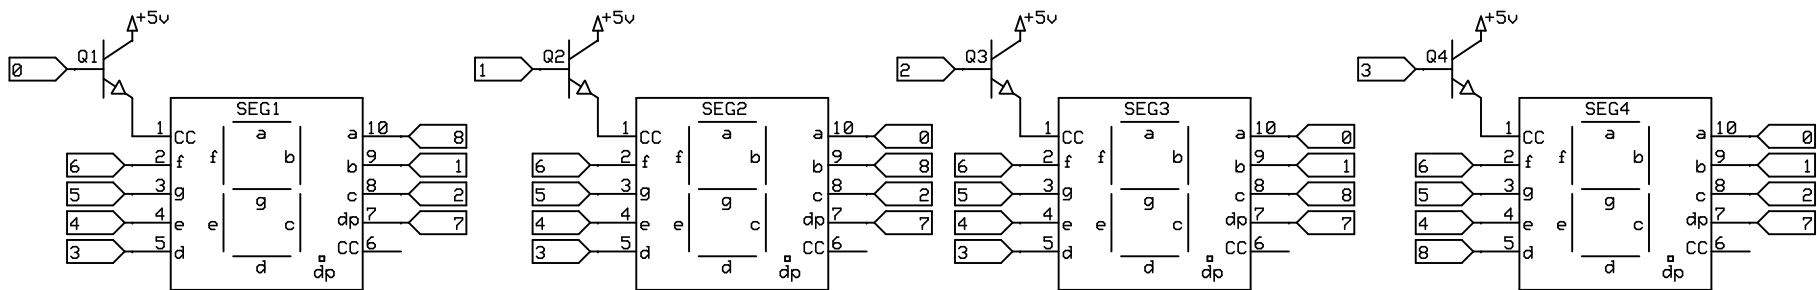 +5v +5v +5v +5v
Q1 Q2 Q3 Q4
0 1 2 3
SEG1 SEG2 SEG3 SEG4
1 CC a a 10 8 1 CC a a 10 0 1 CC a a 10 0 1 CC a a 10 0
6 2 f f b b 9 1 6 2 f f b b 9 8 6 2 f f b b 9 1 6 2 f f b b 9 1
5 3 g g c 8 2 5 3 g g c 8 2 5 3 g g c 8 8 5 3 g g c 8 2
4 4 e e c dp 7 7 4 4 e e c dp 7 7 4 4 e e c dp 7 7 4 4 e e c dp 7 7
3 5 d d CC 6 3 5 d d CC 6 3 5 d d CC 6 8 5 d d CC 6
dp dp dp dp